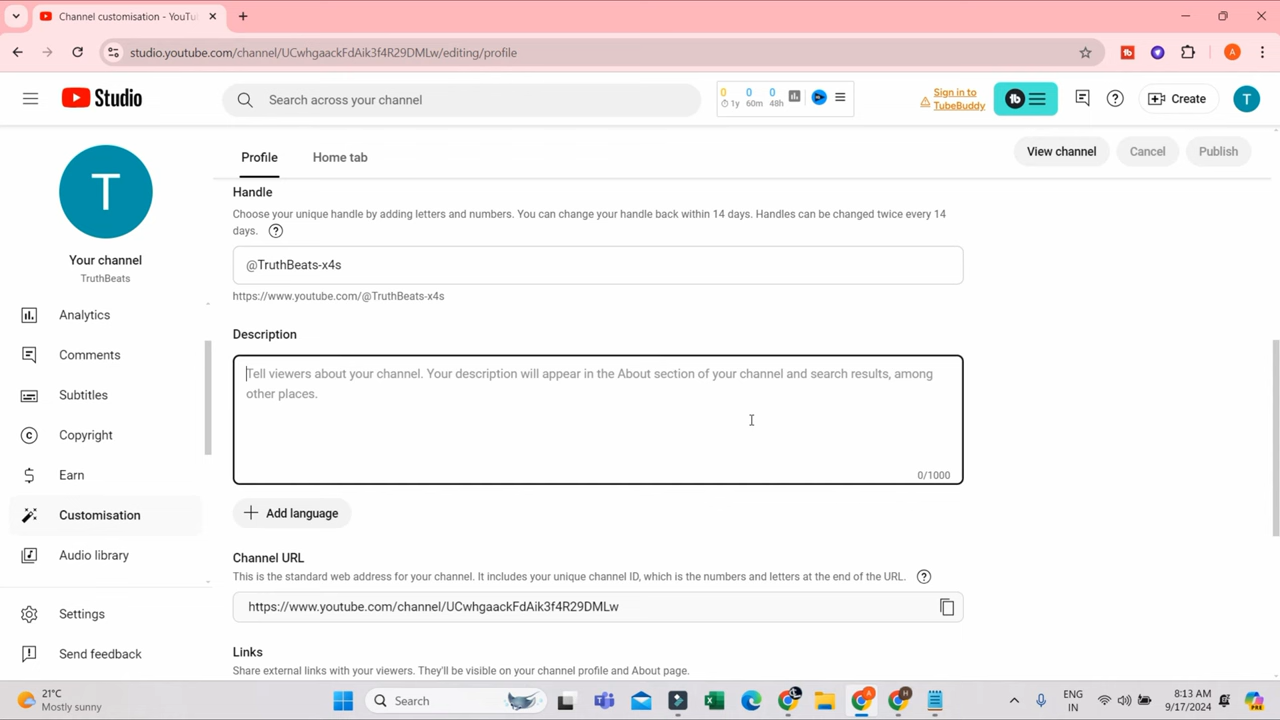 Channel customisation - YouTu
studio.youtube.com/channel/UCwhgaackFdAik3f4R29DMLw/editing/profile
A
Studio
Search across your channel
0 0 0
1y 60m 48h
Sign in to
TubeBuddy
tb
Create
T
T
Your channel
TruthBeats
Analytics
Comments
Subtitles
Copyright
Earn
Customisation
Audio library
Settings
Send feedback
Profile
Home tab
View channel
Cancel
Publish
Handle
Choose your unique handle by adding letters and numbers. You can change your handle back within 14 days. Handles can be changed twice every 14
days.
@TruthBeats-x4s
https://www.youtube.com/@TruthBeats-x4s
Description
Tell viewers about your channel. Your description will appear in the About section of your channel and search results, among
other places.
0/1000
Add language
Channel URL
This is the standard web address for your channel. It includes your unique channel ID, which is the numbers and letters at the end of the URL.
https://www.youtube.com/channel/UCwhgaackFdAik3f4R29DMLw
Links
Share external links with your viewers. They'll be visible on your channel profile and About page.
21°C
Mostly sunny
Search
ENG
IN
8:13 AM
9/17/2024